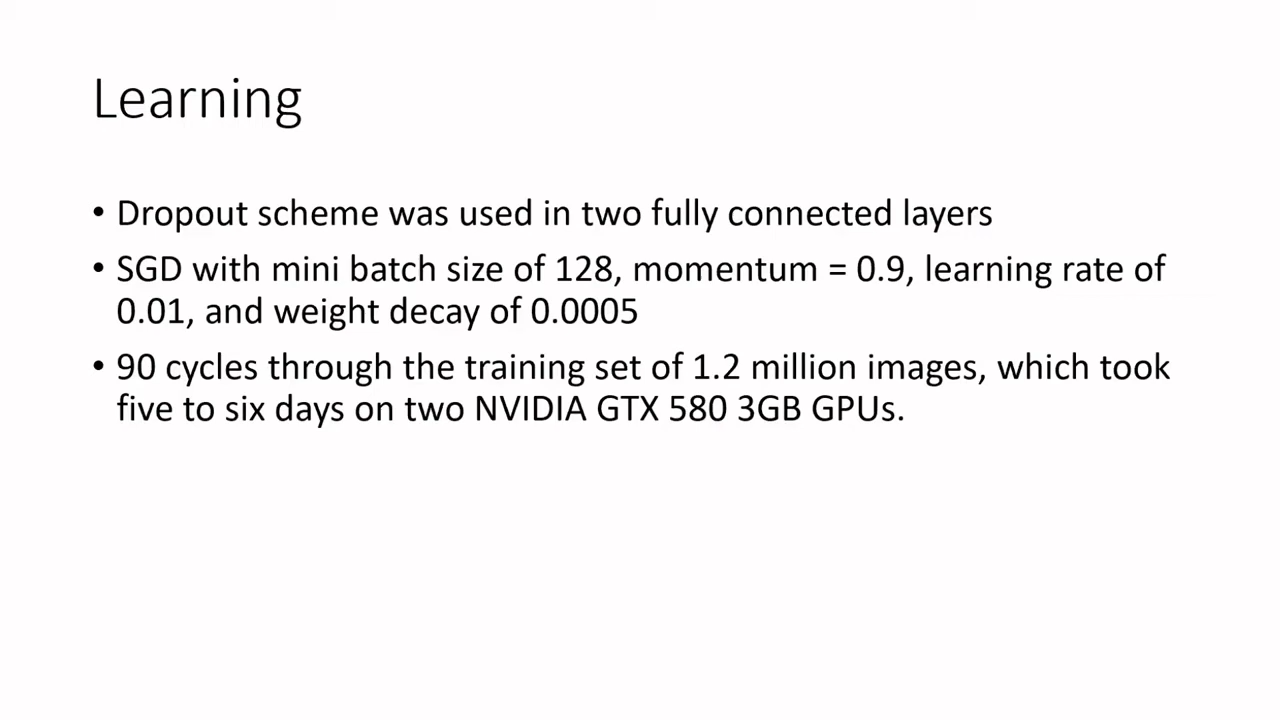 Learning
• Dropout scheme was used in two fully connected layers
• SGD with mini batch size of 128, momentum = 0.9, learning rate of
0.01, and weight decay of 0.0005
• 90 cycles through the training set of 1.2 million images, which took
five to six days on two NVIDIA GTX 580 3GB GPUs.